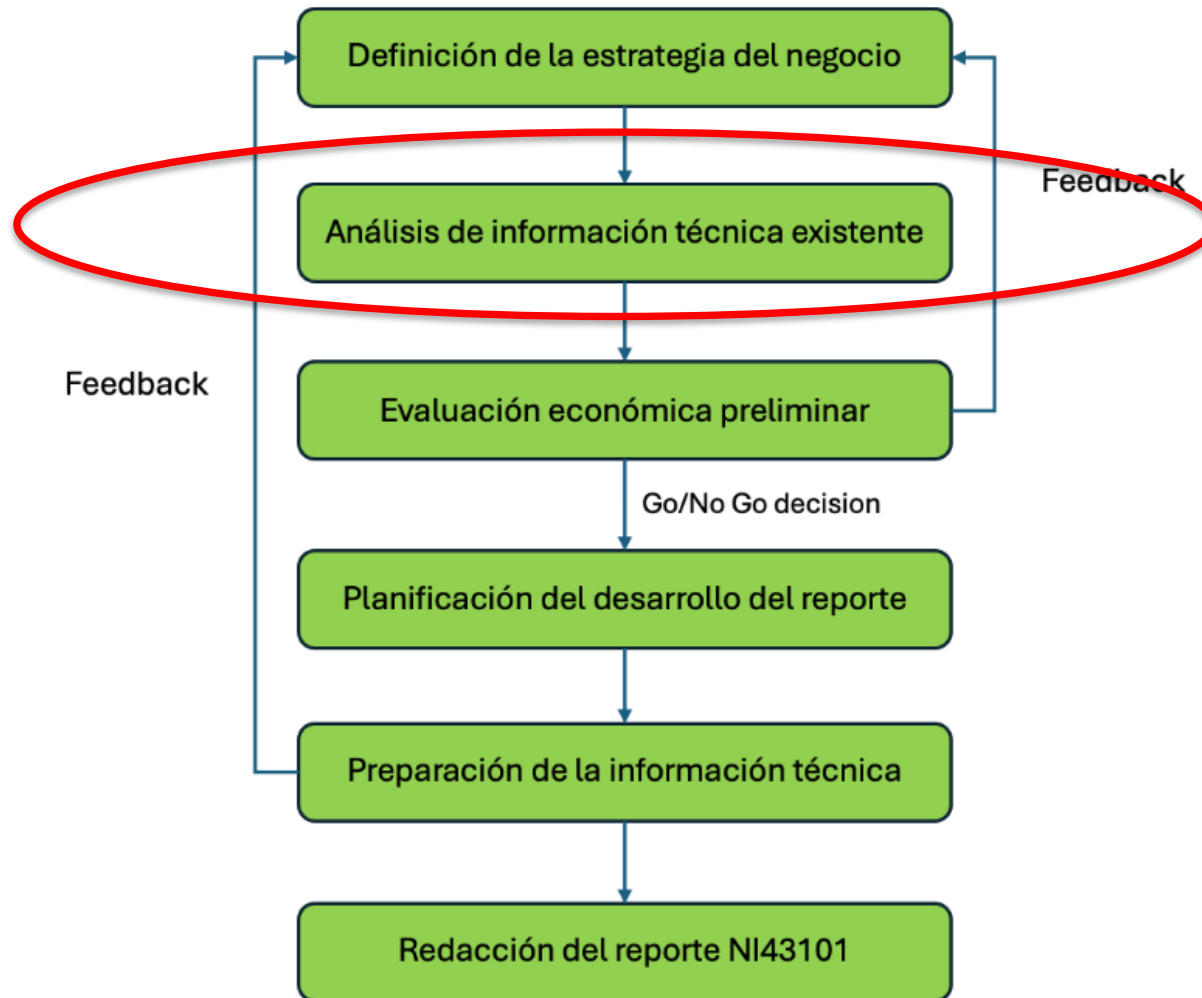 Definición de la estrategia del negocio
Feedback
Análisis de información técnica existente
Feedback
Evaluación económica preliminar
Go/No Go decision
Planificación del desarrollo del reporte
Preparación de la información técnica
Redacción del reporte NI43101